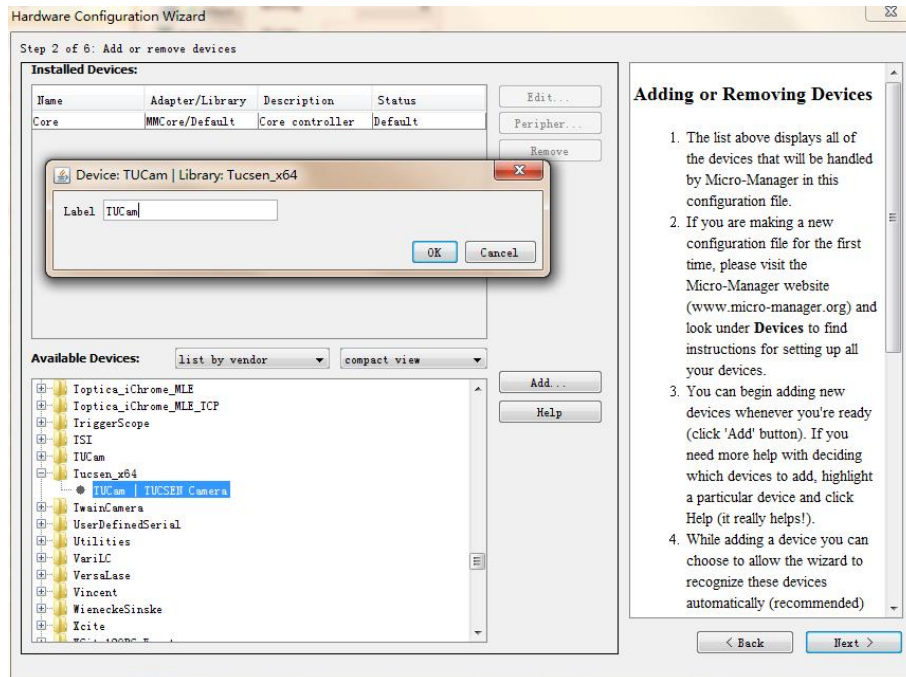 Hardware Configuration Wizard
Step 2 of 6: Add or remove devices
Installed Devices:
Name Adapter/Library Description Status
Core MMCore/Default Core controller Default
Edit...
Peripher...
Remove
Device: TUCam | Library: Tucsen_x64
Label TUCam
OK Cancel
Available Devices: list by vendor compact view
Toptica_iChrome_MLE
Toptica_iChrome_MLE_TCP
TriggerScope
TSI
TUCam
Tucsen_x64
TUCam | TUCSEN Camera
TwainCamera
UserDefinedSerial
Utilities
VariLC
VersaLase
Vincent
WieneckeSinske
Xcite
Add...
Help
Adding or Removing Devices
1. The list above displays all of
the devices that will be handled
by Micro-Manager in this
configuration file.
2. If you are making a new
configuration file for the first
time, please visit the
Micro-Manager website
(www.micro-manager.org) and
look under Devices to find
instructions for setting up all
your devices.
3. You can begin adding new
devices whenever you're ready
(click 'Add' button). If you
need more help with deciding
which devices to add, highlight
a particular device and click
Help (it really helps!).
4. While adding a device you can
choose to allow the wizard to
recognize these devices
automatically (recommended)
< Back Next >